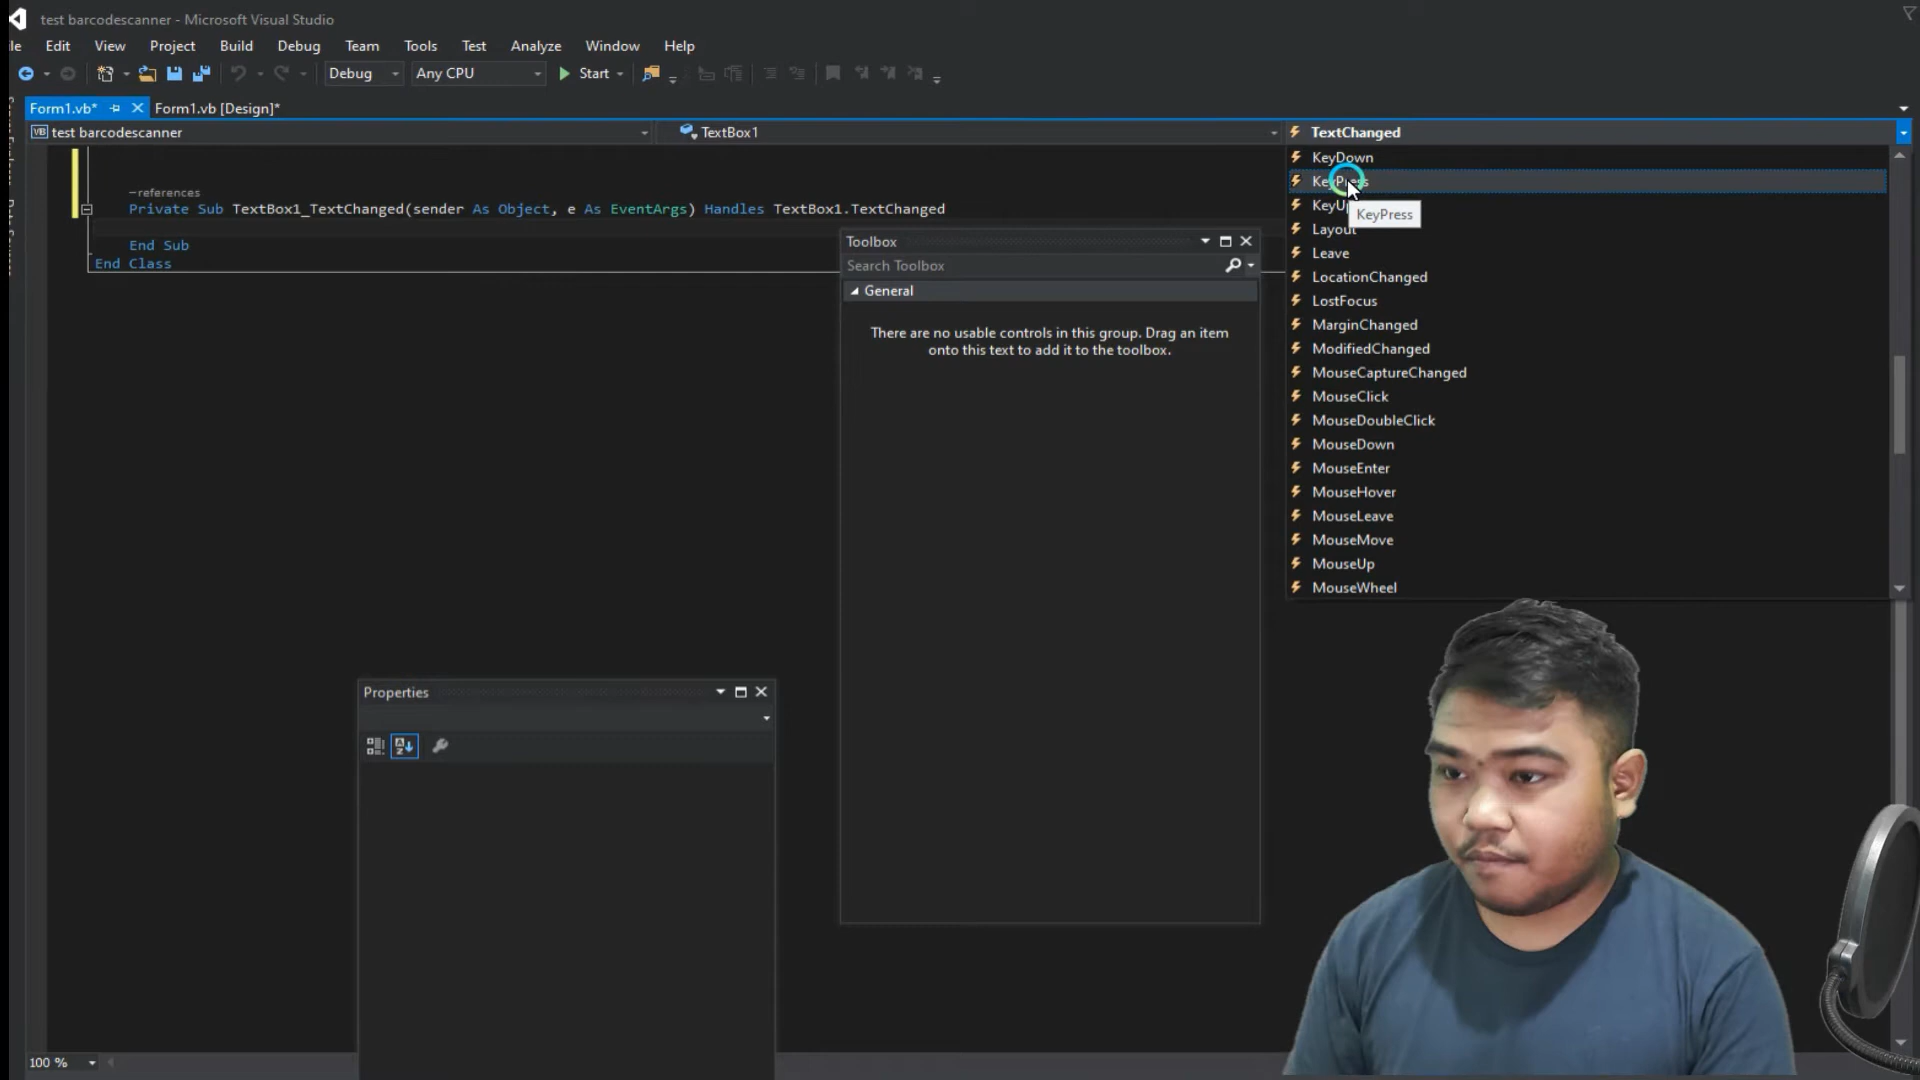 test barcodescanner - Microsoft Visual Studio
le Edit View Project Build Debug Team Tools Test Analyze Window Help
Debug Any CPU Start
Form1.vb* Form1.vb [Design]*
VB test barcodescanner TextBox1 TextChanged
KeyDown
KeyPress
KeyU
KeyPress
Layout
Leave
LocationChanged
LostFocus
MarginChanged
ModifiedChanged
MouseCaptureChanged
MouseClick
MouseDoubleClick
MouseDown
MouseEnter
MouseHover
MouseLeave
MouseMove
MouseUp
MouseWheel
–references
Private Sub TextBox1_TextChanged(sender As Object, e As EventArgs) Handles TextBox1.TextChanged
End Sub
End Class
Toolbox
Search Toolbox
General
There are no usable controls in this group. Drag an item
onto this text to add it to the toolbox.
Properties
100 %